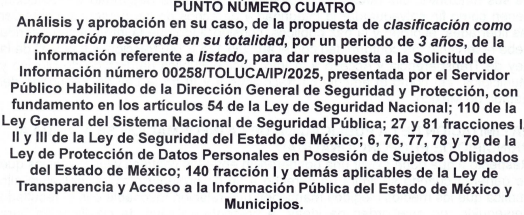 PUNTO NÚMERO CUATRO
Análisis y aprobación en su caso, de la propuesta de clasificación como
información reservada en su totalidad, por un periodo de 3 años, de la
información referente a listado, para dar respuesta a la Solicitud de
Información número 00258/TOLUCA/IP/2025, presentada por el Servidor
Público Habilitado de la Dirección General de Seguridad y Protección, con
fundamento en los artículos 54 de la Ley de Seguridad Nacional; 110 de la
Ley General del Sistema Nacional de Seguridad Pública; 27 y 81 fracciones I
II y III de la Ley de Seguridad del Estado de México; 6, 76, 77, 78 y 79 de la
Ley de Protección de Datos Personales en Posesión de Sujetos Obligados
del Estado de México; 140 fracción I y demás aplicables de la Ley de
Transparencia y Acceso a la Información Pública del Estado de México y
Municipios.